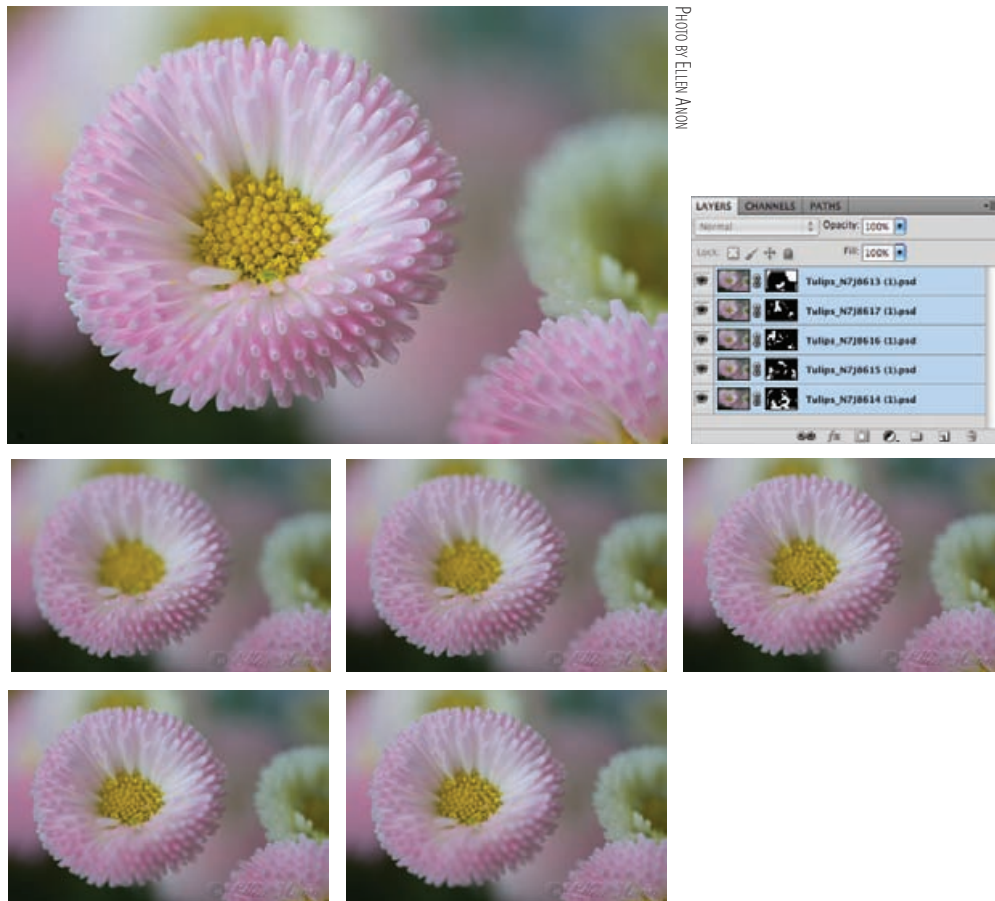 PHOTO BY ELLEN ANON
LAYERS CHANNELS PATHS
Normal Opacity: 100%
Lock: Fill: 100%
Tulips_N7J8613 (1).psd
Tulips_N7J8617 (1).psd
Tulips_N7J8616 (1).psd
Tulips_N7J8615 (1).psd
Tulips_N7J8614 (1).psd
fx